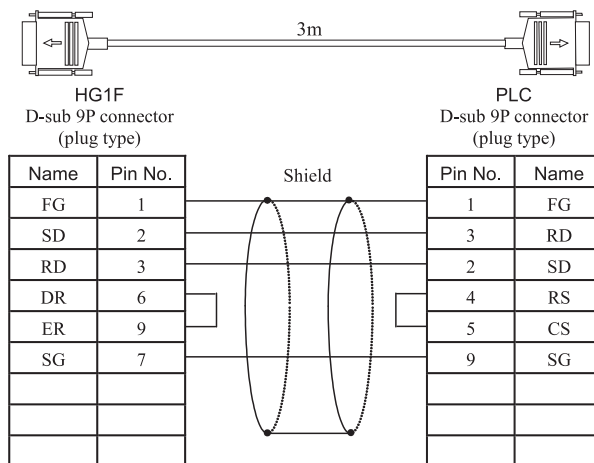 3m
HG1F
D-sub 9P connector
(plug type)
PLC
D-sub 9P connector
(plug type)
Name Pin No. Shield Pin No. Name
FG 1 1 FG
SD 2 3 RD
RD 3 2 SD
DR 6 4 RS
ER 9 5 CS
SG 7 9 SG